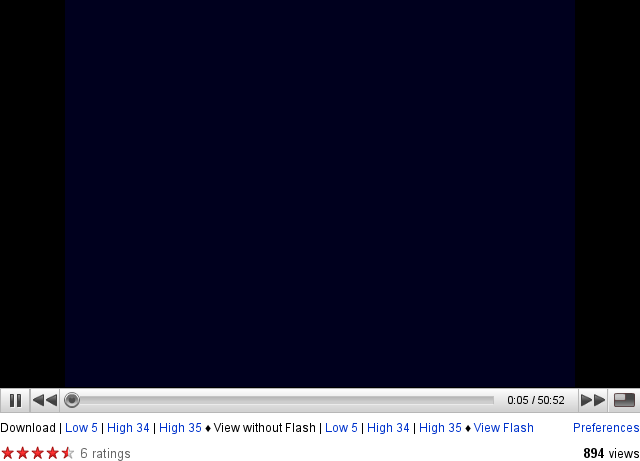 0:05 / 50:52
Download | Low 5 | High 34 | High 35 ♦ View without Flash | Low 5 | High 34 | High 35 ♦ View Flash Preferences
6 ratings 894 views